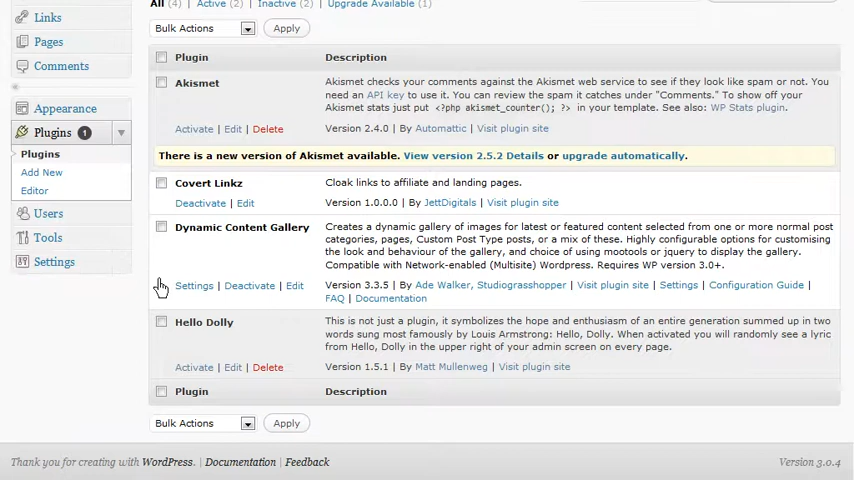 Links
Pages
Comments
Appearance
Plugins 1
Plugins
Add New
Editor
Users
Tools
Settings
All (4) | Active (2) | Inactive (2) | Upgrade Available (1)
Bulk Actions Apply
Plugin Description
Akismet
Akismet checks your comments against the Akismet web service to see if they look like spam or not. You
need an API key to use it. You can review the spam it catches under "Comments." To show off your
Akismet stats just put <?php akismet_counter(); ?> in your template. See also: WP Stats plugin.
Activate | Edit | Delete
Version 2.4.0 | By Automattic | Visit plugin site
There is a new version of Akismet available. View version 2.5.2 Details or upgrade automatically.
Covert Linkz
Cloak links to affiliate and landing pages.
Deactivate | Edit
Version 1.0.0.0 | By JettDigitals | Visit plugin site
Dynamic Content Gallery
Creates a dynamic gallery of images for latest or featured content selected from one or more normal post
categories, pages, Custom Post Type posts, or a mix of these. Highly configurable options for customising
the look and behaviour of the gallery, and choice of using mootools or jquery to display the gallery.
Compatible with Network-enabled (Multisite) Wordpress. Requires WP version 3.0+.
Settings | Deactivate | Edit
Version 3.3.5 | By Ade Walker, Studiograsshopper | Visit plugin site | Settings | Configuration Guide |
FAQ | Documentation
Hello Dolly
This is not just a plugin, it symbolizes the hope and enthusiasm of an entire generation summed up in two
words sung most famously by Louis Armstrong: Hello, Dolly. When activated you will randomly see a lyric
from Hello, Dolly in the upper right of your admin screen on every page.
Activate | Edit | Delete
Version 1.5.1 | By Matt Mullenweg | Visit plugin site
Plugin Description
Bulk Actions Apply
Thank you for creating with WordPress. | Documentation | Feedback
Version 3.0.4